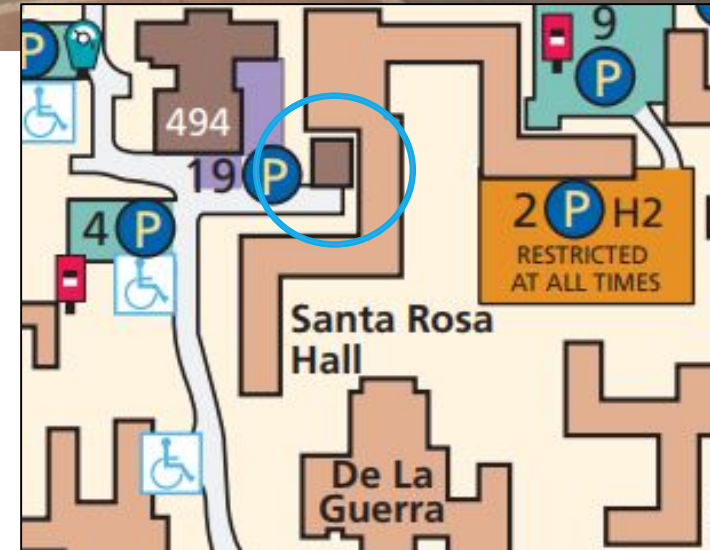 P
9
P
494
19 P
4 P
2 P H2
RESTRICTED
AT ALL TIMES
Santa Rosa
Hall
De La
Guerra